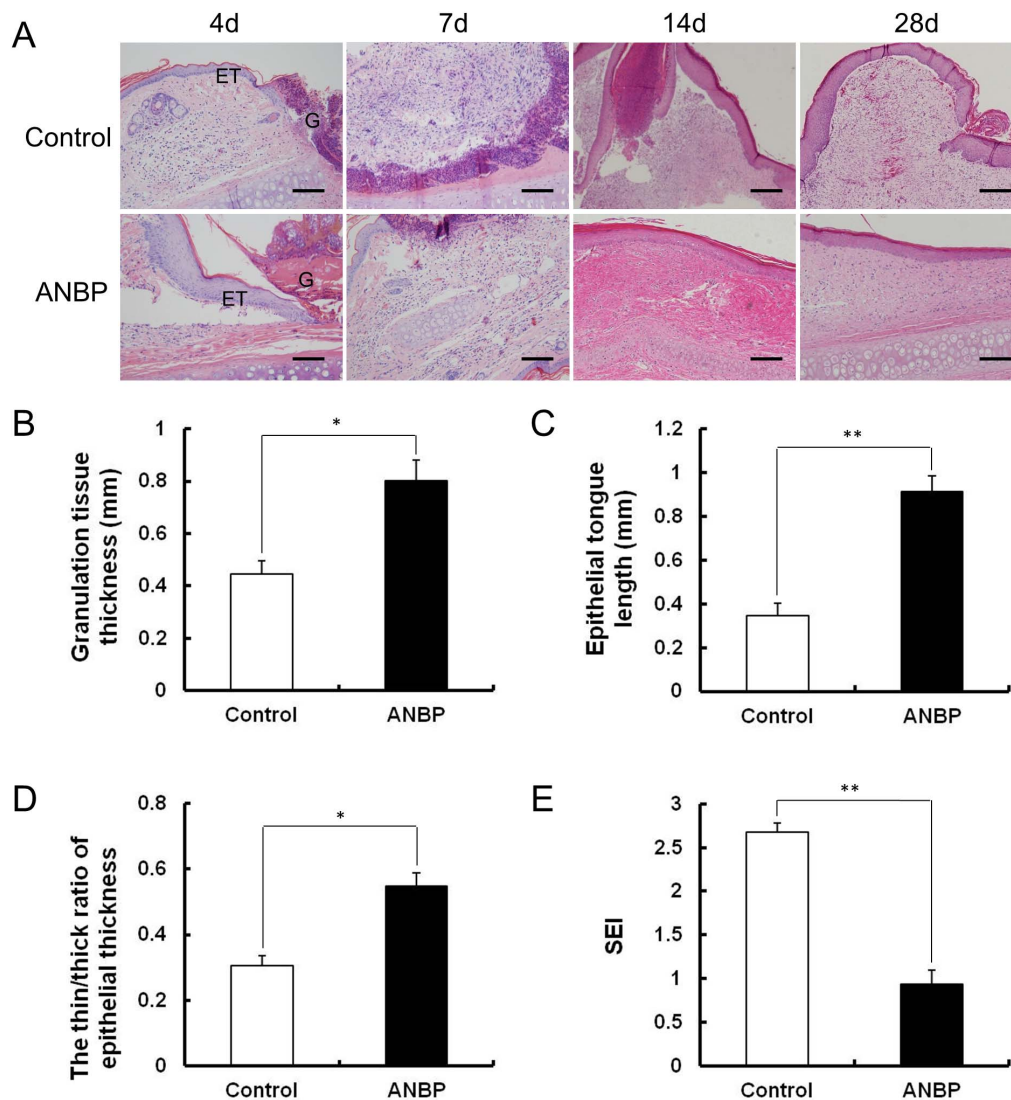 A
4d 7d 14d 28d
Control
ET
G
ANBP
ET
G
B
Granulation tissue
thickness (mm)
1
0.8
0.6
0.4
0.2
0
*
Control ANBP
C
Epithelial tongue
length (mm)
1.2
1
0.8
0.6
0.4
0.2
0
**
Control ANBP
D
The thin/thick ratio of
epithelial thickness
0.8
0.6
0.4
0.2
0
*
Control ANBP
E
SEI
3
2.5
2
1.5
1
0.5
0
**
Control ANBP